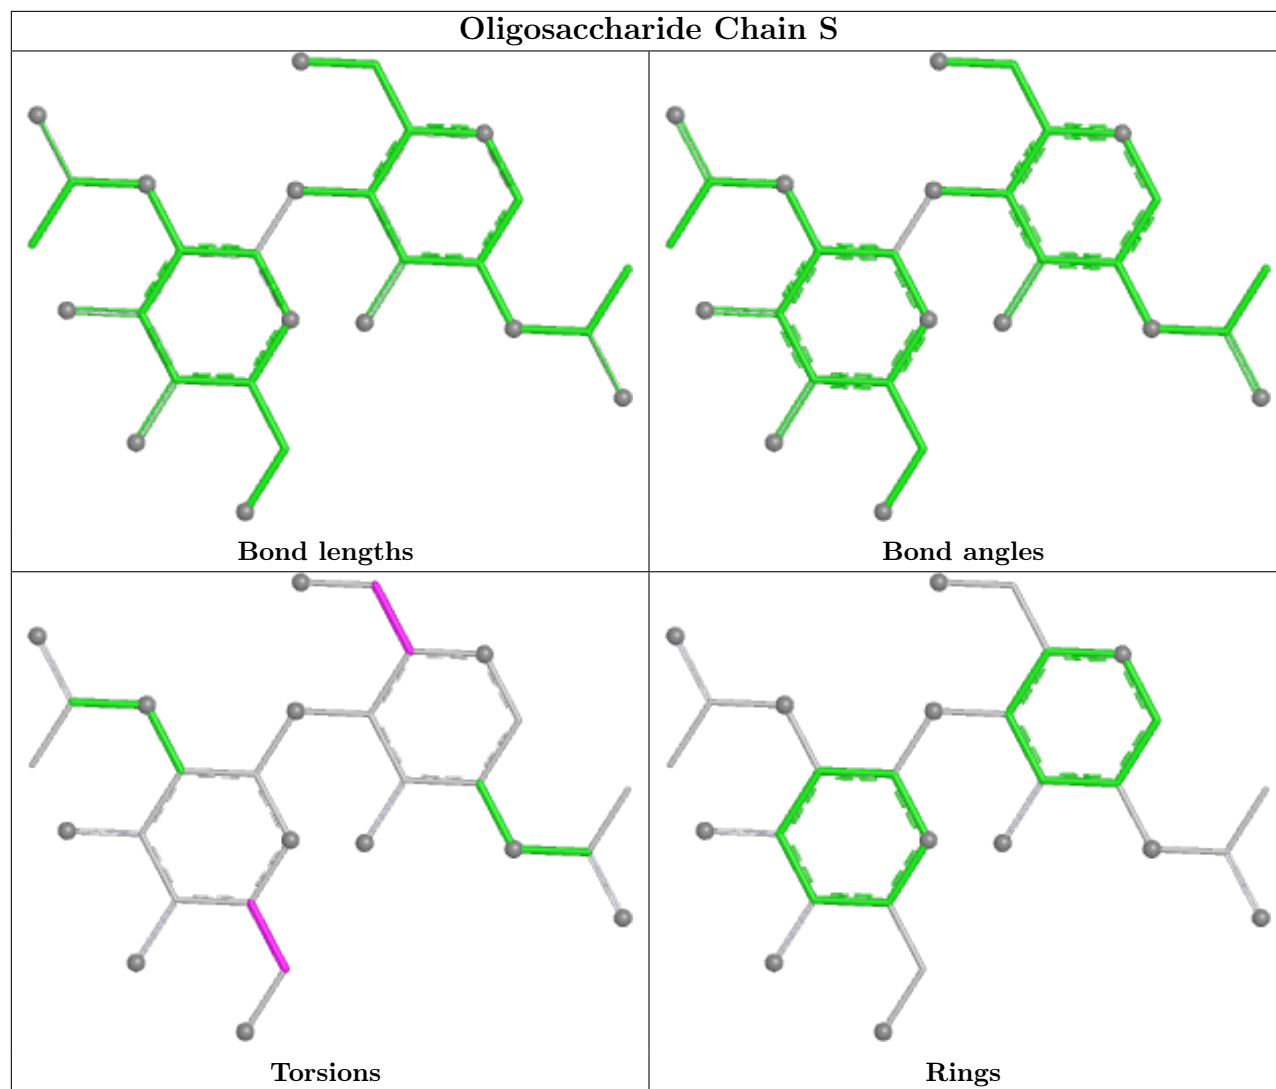 Oligosaccharide Chain S
Bond lengths
Bond angles
Torsions
Rings